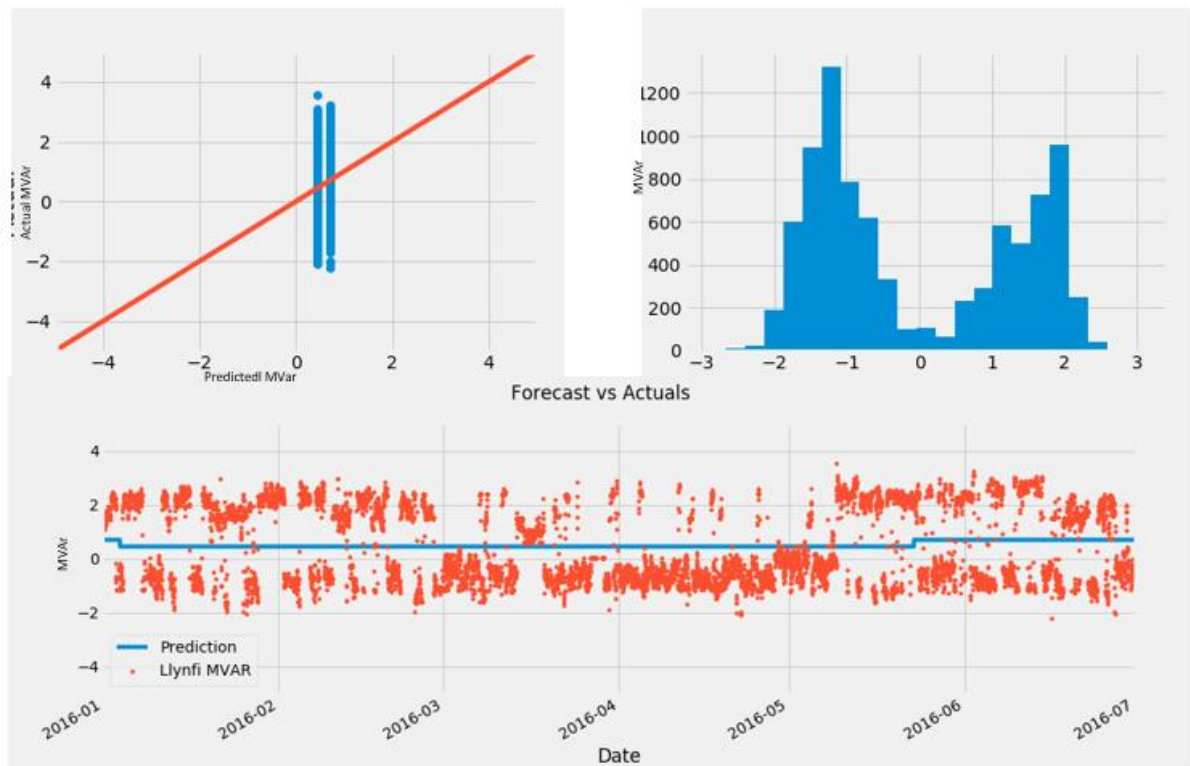 4
2
0
−2
−4
Actual MVAr
−4 −2 0 2 4
Predictedl MVar
1200
1000
800
600
400
200
0
MVAr
−3 −2 −1 0 1 2 3
Forecast vs Actuals
4
2
0
−2
−4
MVAr
Prediction
Llynfi MVAR
2016-01 2016-02 2016-03 2016-04 2016-05 2016-06 2016-07
Date